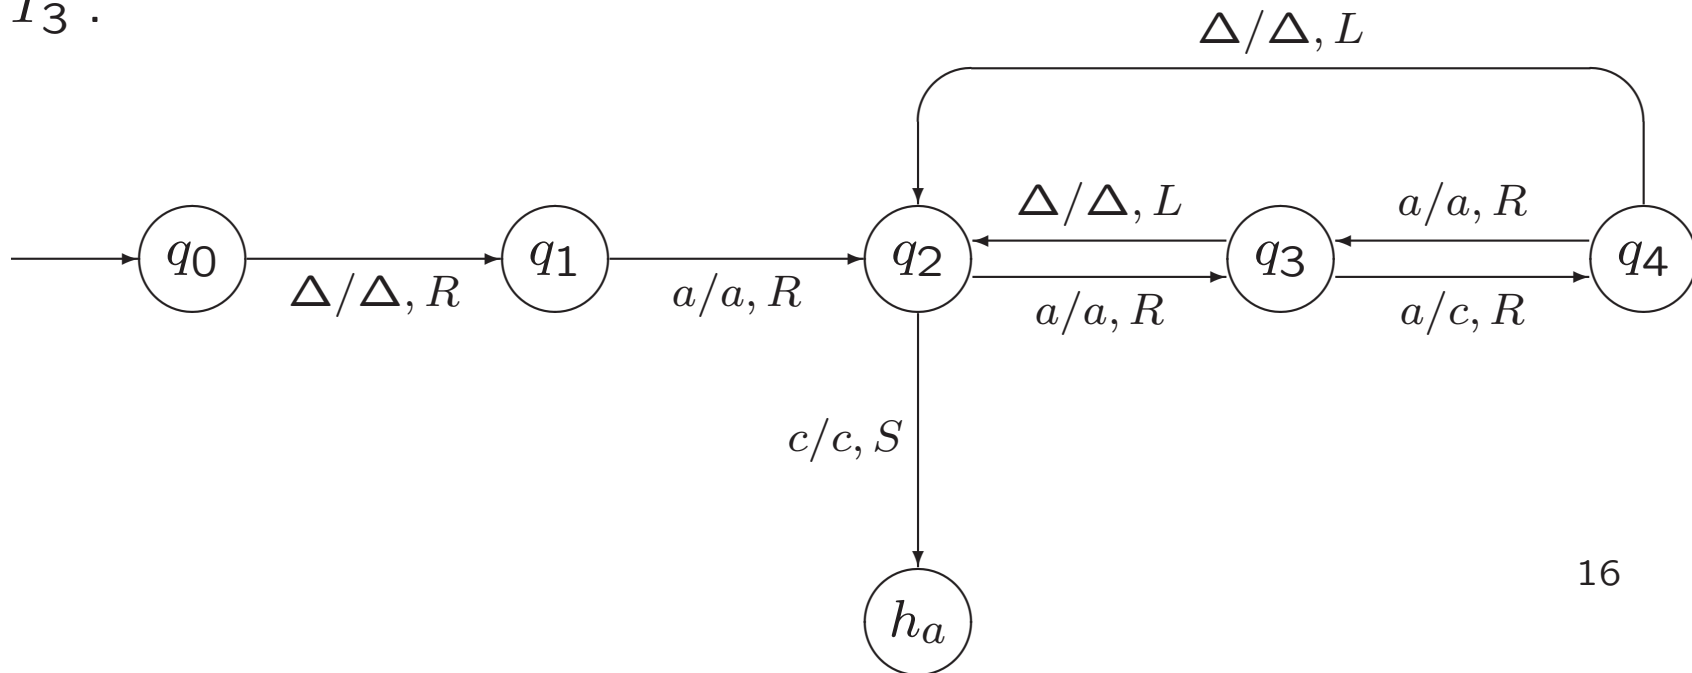 T3 .
Δ/Δ, L
Δ/Δ, L
a/a, R
q0
q1
q2
q3
q4
Δ/Δ, R
a/a, R
a/a, R
a/c, R
c/c, S
16
ha